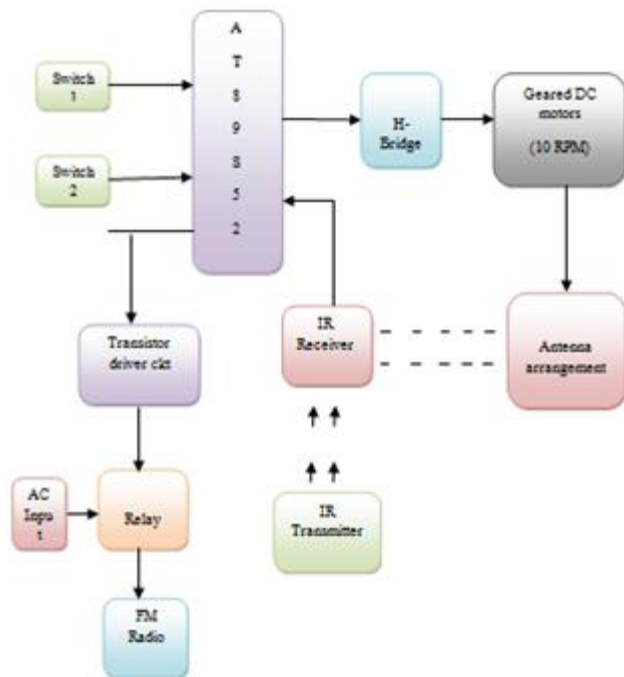 A
T
8
9
S
5
2
Switch
1
Switch
2
H-
Bridge
Geared DC
motors
(10 RPM)
Transistor
driver ckt
IR
Receiver
Antenna
arrangement
AC
Inpu
t
Relay
IR
Transmitter
FM
Radio